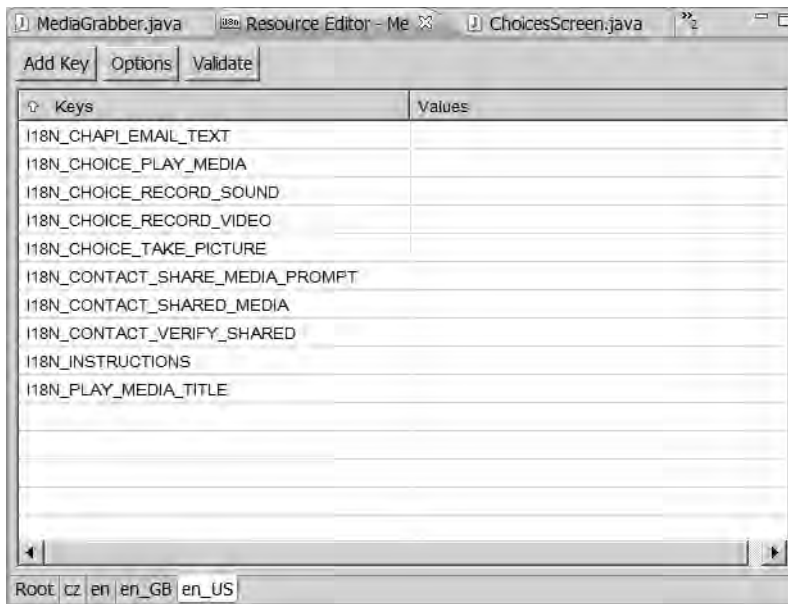 MediaGrabber.java Resource Editor - Me ChoicesScreen.java »2
Add Key Options Validate
Keys Values
I18N_CHAPI_EMAIL_TEXT
I18N_CHOICE_PLAY_MEDIA
I18N_CHOICE_RECORD_SOUND
I18N_CHOICE_RECORD_VIDEO
I18N_CHOICE_TAKE_PICTURE
I18N_CONTACT_SHARE_MEDIA_PROMPT
I18N_CONTACT_SHARED_MEDIA
I18N_CONTACT_VERIFY_SHARED
I18N_INSTRUCTIONS
I18N_PLAY_MEDIA_TITLE
Root cz en en_GB en_US